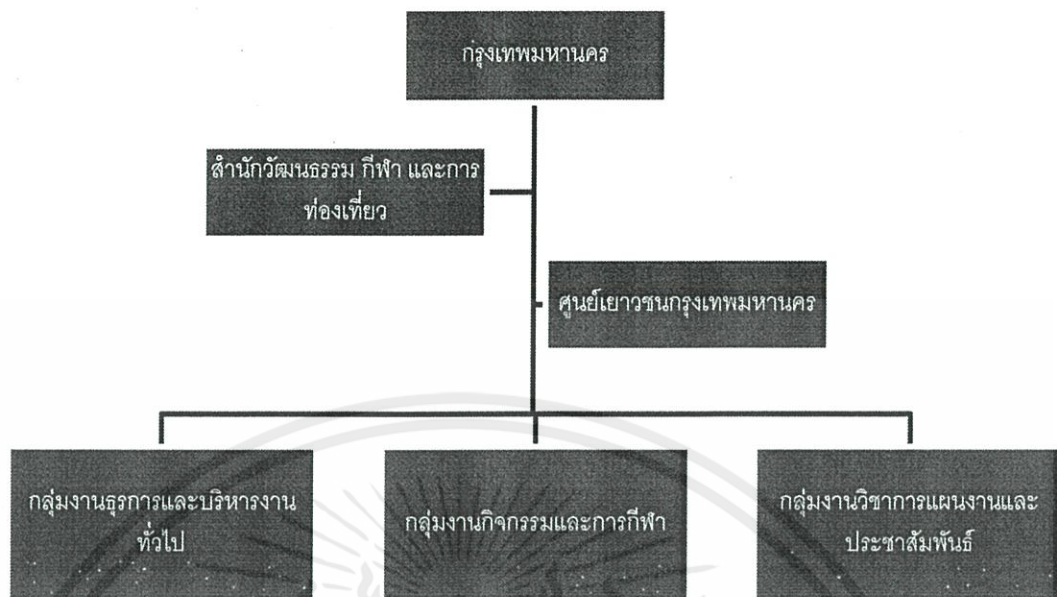 กรุงเทพมหานคร
สำนักวัฒนธรรม กีฬา และการ
ท่องเที่ยว
ศูนย์เยาวชนกรุงเทพมหานคร
กลุ่มงานธุรการและบริหารงาน
ทั่วไป
กลุ่มงานกิจกรรมและการกีฬา
กลุ่มงานวิชาการแผนงานและ
ประชาสัมพันธ์